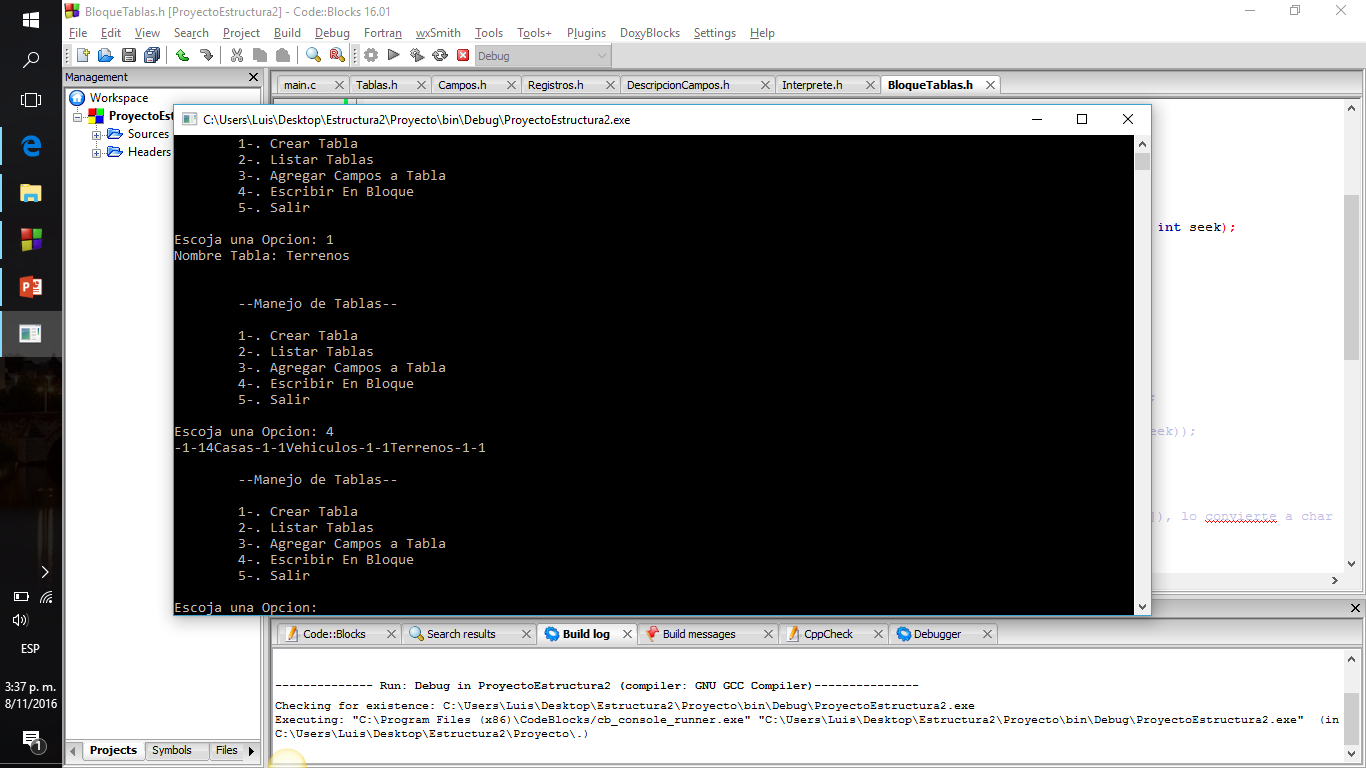 BloqueTablas.h [ProyectoEstructura2] - Code::Blocks 16.01
File Edit View Search Project Build Debug Fortran wxSmith Tools Tools+ Plugins DoxyBlocks Settings Help
Debug
Management
main.c Tablas.h Campos.h Registros.h DescripcionCampos.h Interprete.h BloqueTablas.h
Workspace
ProyectoEst
Sources
Headers
C:\Users\Luis\Desktop\Estructura2\Proyecto\bin\Debug\ProyectoEstructura2.exe
1-. Crear Tabla
2-. Listar Tablas
3-. Agregar Campos a Tabla
4-. Escribir En Bloque
5-. Salir
int seek);
Escoja una Opcion: 1
Nombre Tabla: Terrenos
--Manejo de Tablas--
1-. Crear Tabla
2-. Listar Tablas
3-. Agregar Campos a Tabla
4-. Escribir En Bloque
5-. Salir
;
Escoja una Opcion: 4
eek));
-1-14Casas-1-1Vehiculos-1-1Terrenos-1-1
--Manejo de Tablas--
1-. Crear Tabla
]), lo convierte a char
2-. Listar Tablas
3-. Agregar Campos a Tabla
4-. Escribir En Bloque
5-. Salir
Escoja una Opcion:
Code::Blocks Search results Build log Build messages CppCheck Debugger
-------------- Run: Debug in ProyectoEstructura2 (compiler: GNU GCC Compiler)---------------
Checking for existence: C:\Users\Luis\Desktop\Estructura2\Proyecto\bin\Debug\ProyectoEstructura2.exe
Executing: "C:\Program Files (x86)\CodeBlocks/cb_console_runner.exe" "C:\Users\Luis\Desktop\Estructura2\Proyecto\bin\Debug\ProyectoEstructura2.exe"  (in
C:\Users\Luis\Desktop\Estructura2\Proyecto\.)
Projects Symbols Files
ESP
3:37 p. m.
8/11/2016
1